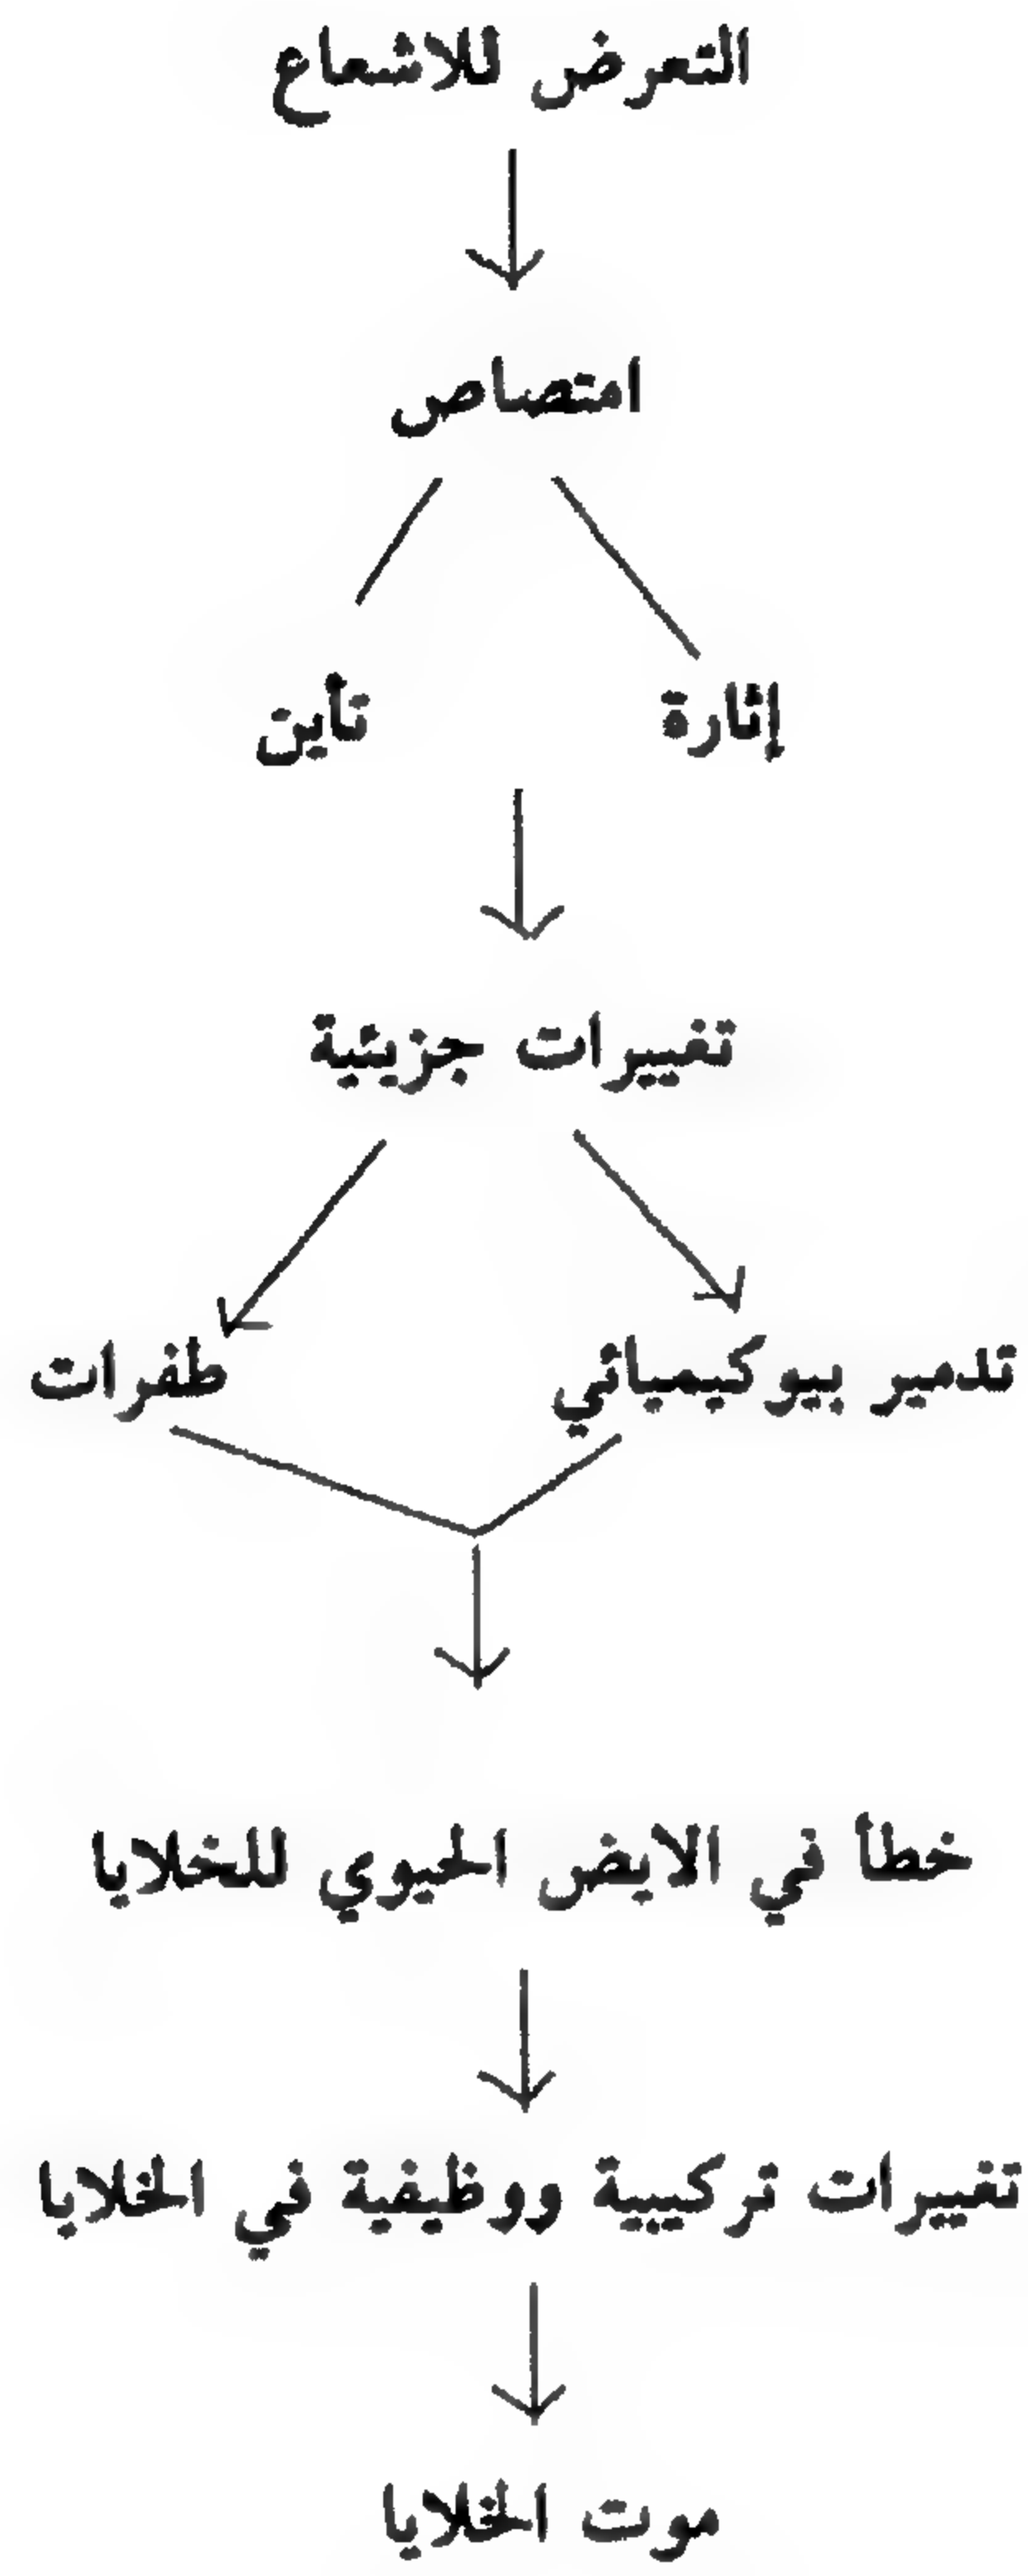 التعرض للاشعاع
امتصاص
إثارة
تأين
تغييرات جزيئية
تدمير بيوكيميائي
طفرات
خطأ في الايض الحيوي للخلايا
تغييرات تركيبية ووظيفية في الخلايا
موت الخلايا